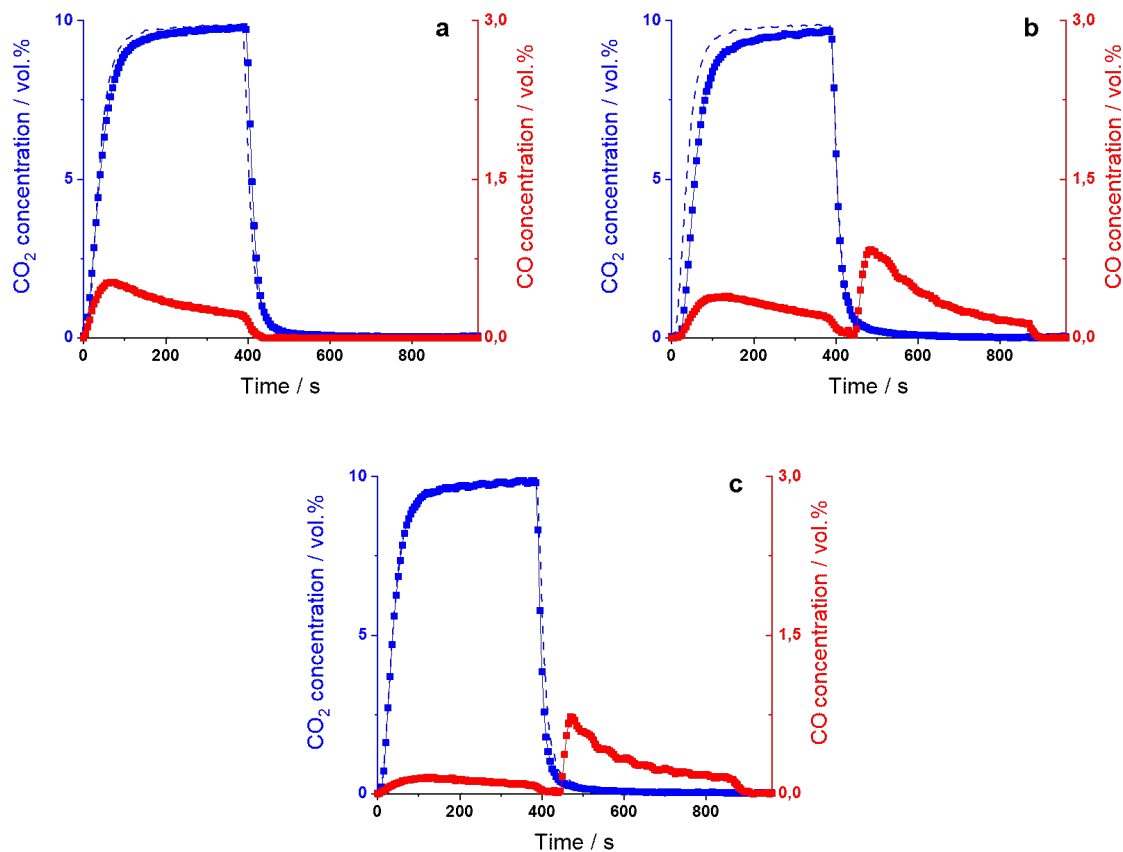 a
10
5
0
CO2 concentration / vol.%
3,0
1,5
0,0
CO concentration / vol.%
0 200 400 600 800
Time / s
b
10
5
0
CO2 concentration / vol.%
3,0
1,5
0,0
CO concentration / vol.%
0 200 400 600 800
Time / s
c
10
5
0
CO2 concentration / vol.%
3,0
1,5
0,0
CO concentration / vol.%
0 200 400 600 800
Time / s